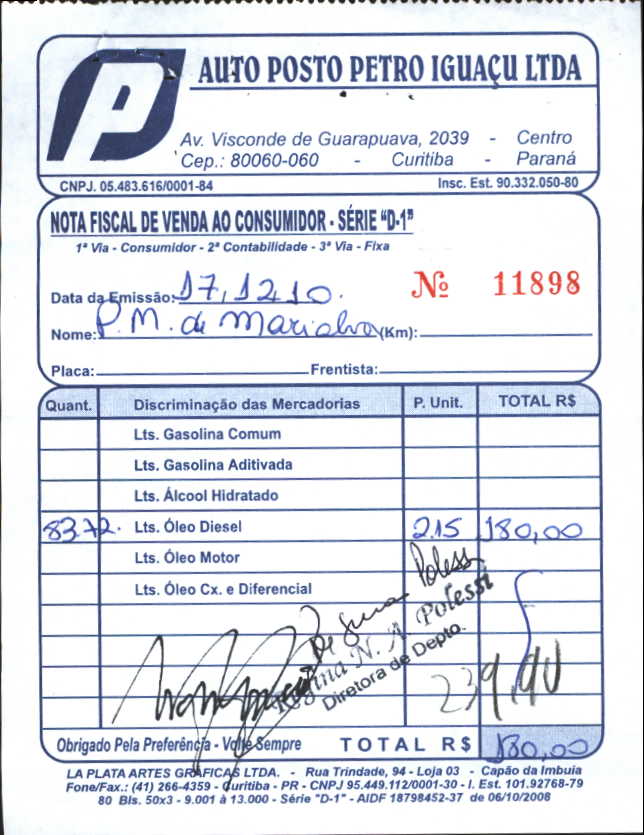 AUTO POSTO PETRO IGUAÇU LTDA
Av. Visconde de Guarapuava, 2039 - Centro
Cep.: 80060-060 - Curitiba - Paraná
CNPJ. 05.483.616/0001-84 Insc. Est. 90.332.050-80
NOTA FISCAL DE VENDA AO CONSUMIDOR - SÉRIE "D-1"
1ª Via - Consumidor - 2ª Contabilidade - 3ª Via - Fixa
Data da Emissão: 17,12,10. Nº 11898
Nome: P.M. de Marialva (Km):
Placa: Frentista:
Quant. Discriminação das Mercadorias P. Unit. TOTAL R$
Lts. Gasolina Comum
Lts. Gasolina Aditivada
Lts. Álcool Hidratado
83.72. Lts. Óleo Diesel 2.15 180,00
Lts. Óleo Motor
Lts. Óleo Cx. e Diferencial
Regina N. A. Polessi
Diretora de Depto.
239,90
Obrigado Pela Preferência - Volte Sempre TOTAL R$ 180,00
LA PLATA ARTES GRÁFICAS LTDA. - Rua Trindade, 94 - Loja 03 - Capão da Imbuia
Fone/Fax.: (41) 266-4359 - Curitiba - PR - CNPJ 95.449.112/0001-30 - I. Est. 101.92768-79
80 Bls. 50x3 - 9.001 à 13.000 - Série "D-1" - AIDF 18798452-37 de 06/10/2008